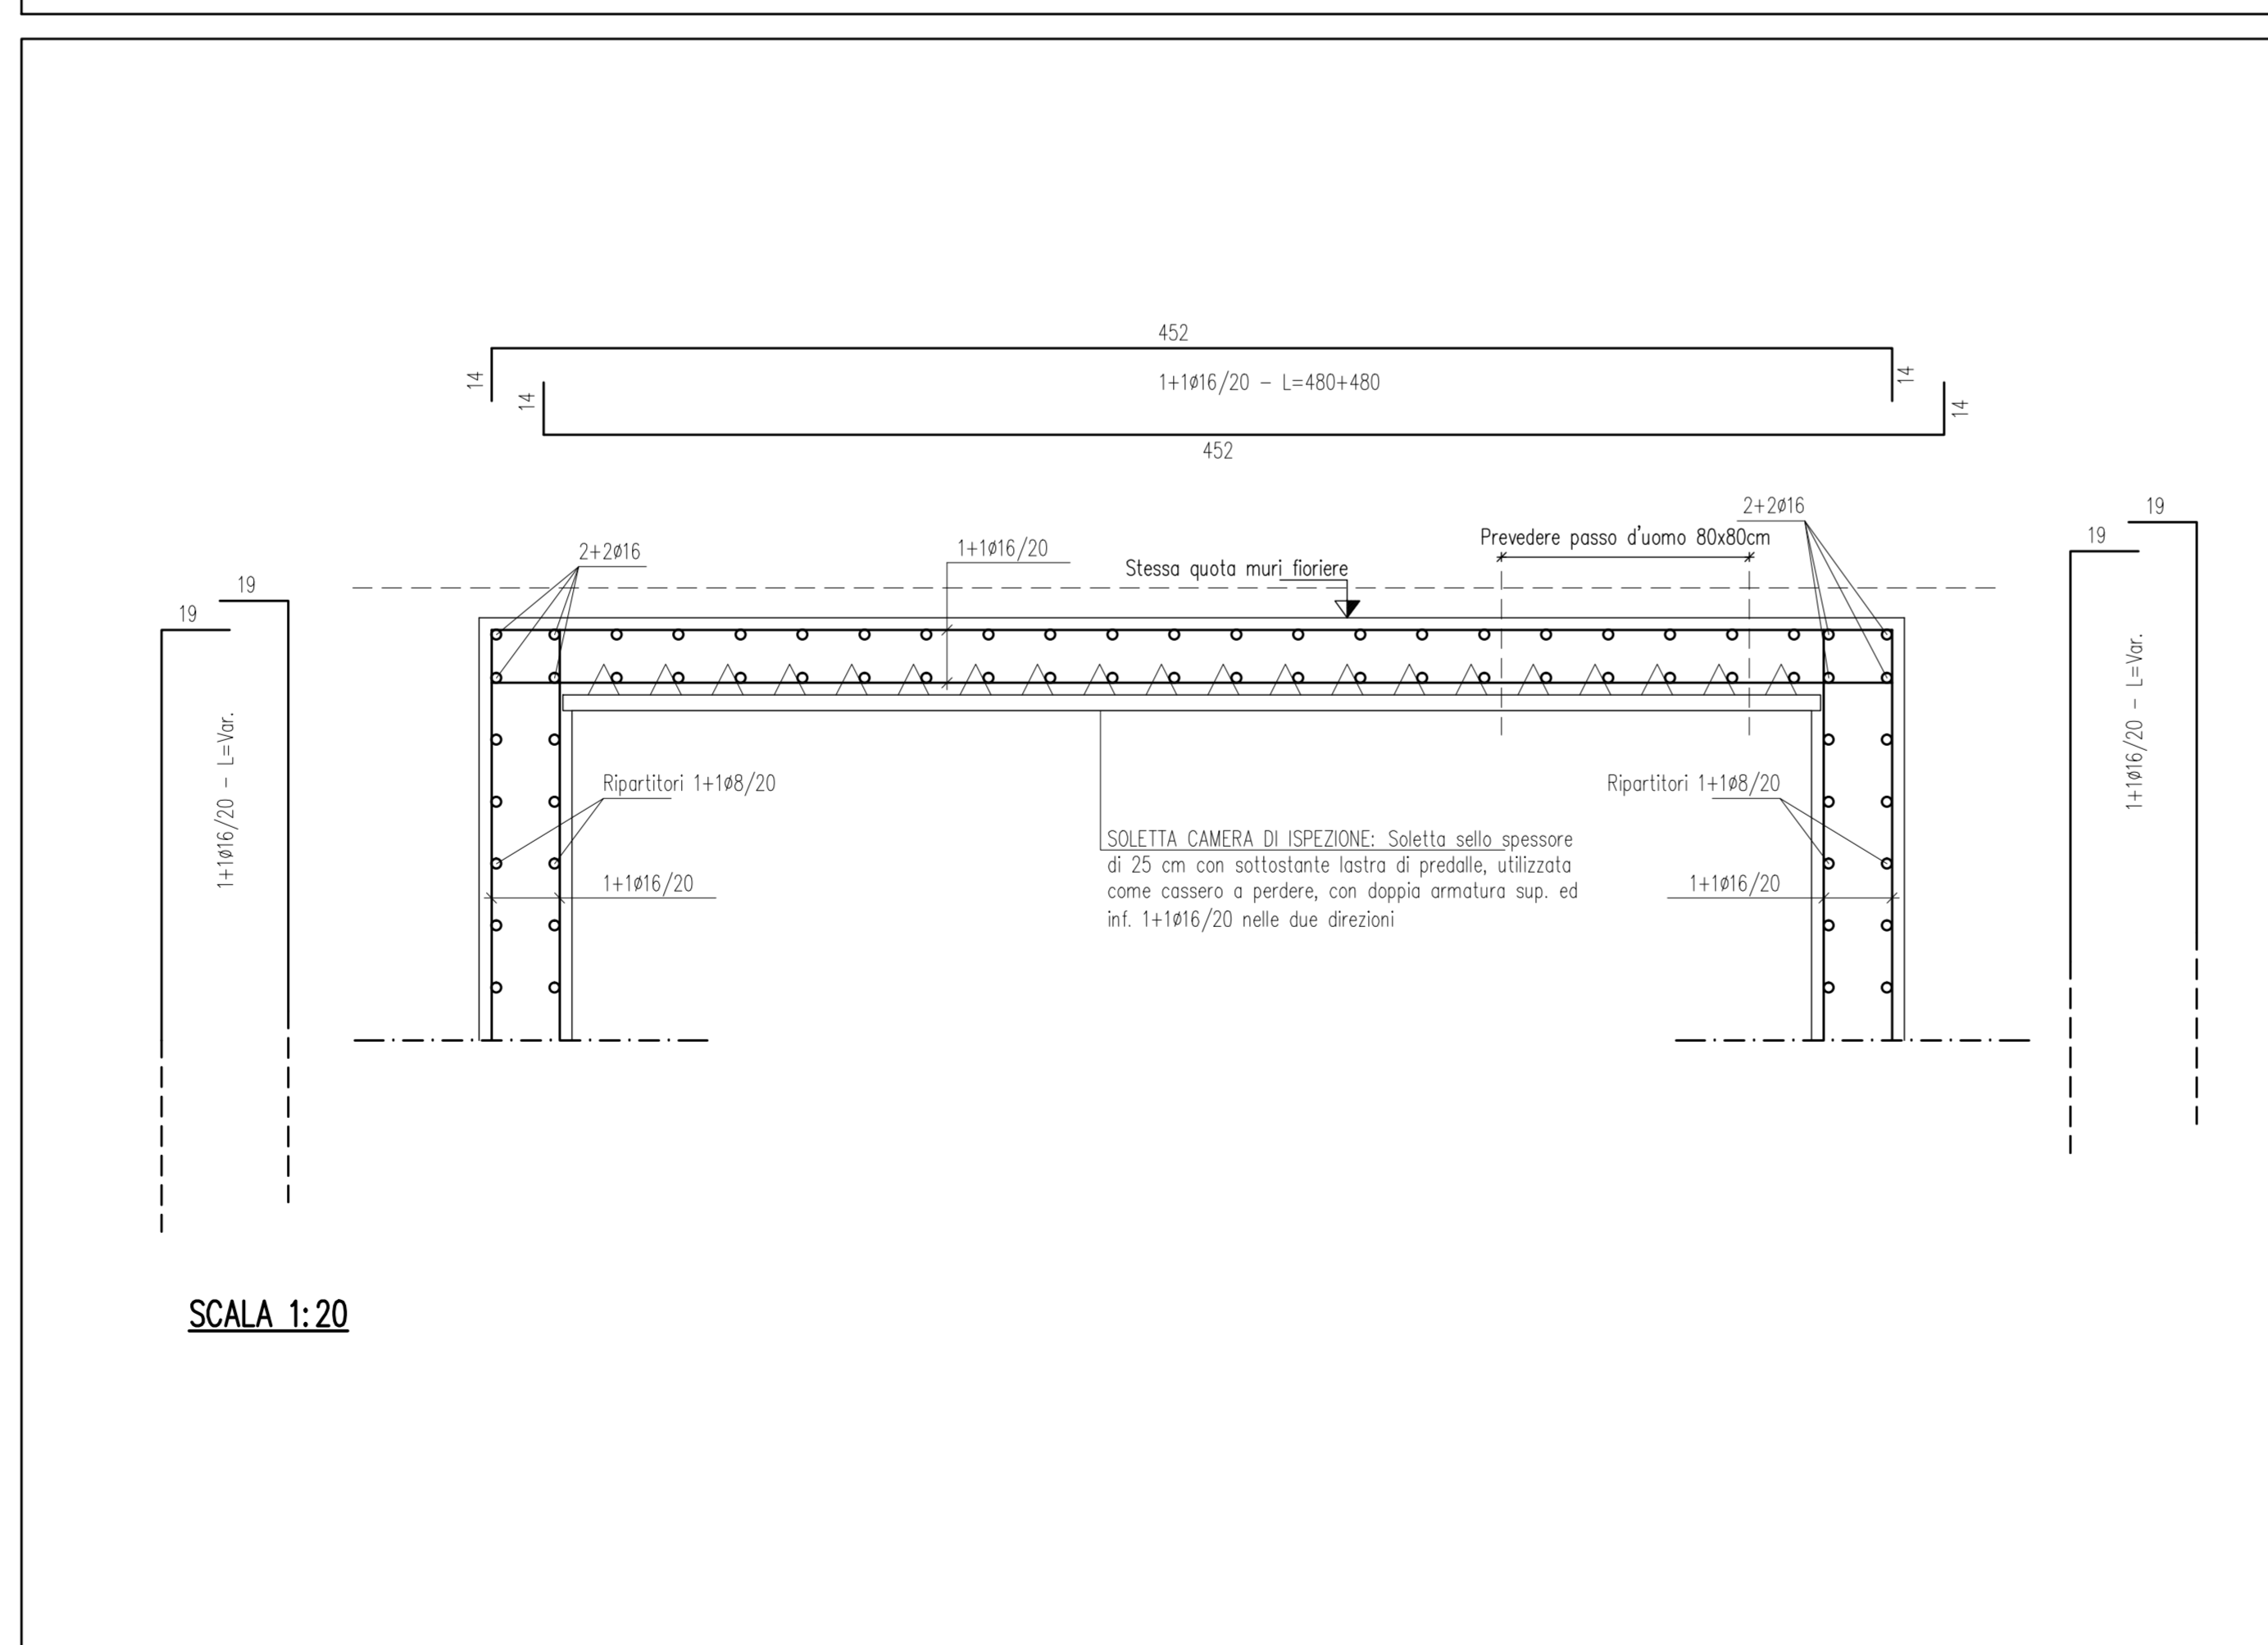 452
14
14
1+1ø16/20 - L=480+480
14
14
452
2+2ø16
19
19
Prevedere passo d'uomo 80x80cm
2+2ø16
1+1ø16/20
Stessa quota muri fioriere
19
19
1+1ø16/20 - L=Var.
1+1ø16/20 - L=Var.
Ripartitori 1+1ø8/20
Ripartitori 1+1ø8/20
SOLETTA CAMERA DI ISPEZIONE: Soletta sello spessore
di 25 cm con sottostante lastra di predalle, utilizzata
come cassero a perdere, con doppia armatura sup. ed
inf. 1+1ø16/20 nelle due direzioni
1+1ø16/20
1+1ø16/20
SCALA 1:20